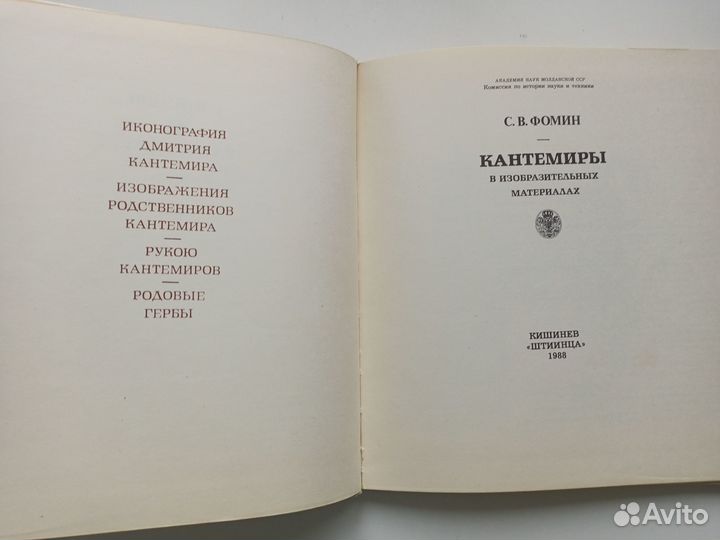 ИКОНОГРАФИЯ
ДМИТРИЯ
КАНТЕМИРА
—
ИЗОБРАЖЕНИЯ
РОДСТВЕННИКОВ
КАНТЕМИРА
—
РУКОЮ
КАНТЕМИРОВ
—
РОДОВЫЕ
ГЕРБЫ
АКАДЕМИЯ НАУК МОЛДАВСКОЙ ССР
Комиссия по истории науки и техники
С. В. ФОМИН
—
КАНТЕМИРЫ
В ИЗОБРАЗИТЕЛЬНЫХ
МАТЕРИАЛАХ
КИШИНЕВ
«ШТИИНЦА»
1988
Avito